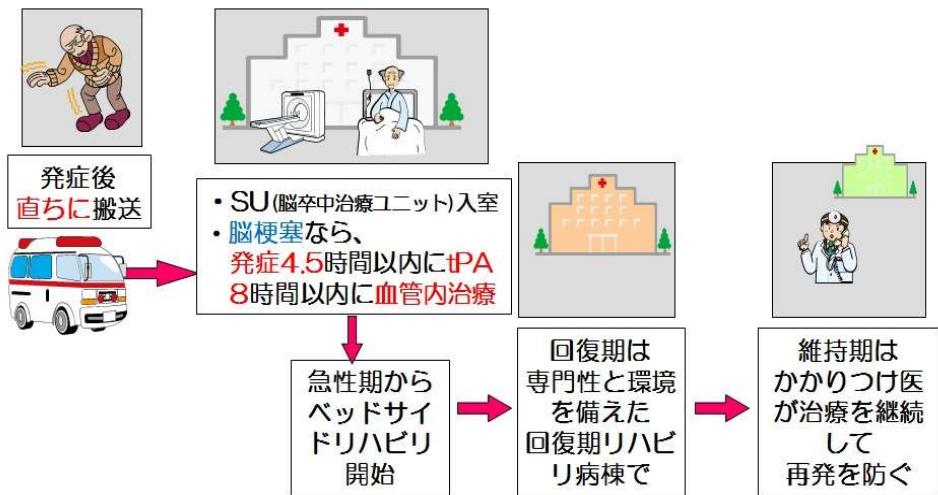 発症後
直ちに搬送
・SU(脳卒中治療ユニット)入室
・脳梗塞なら、
発症4.5時間以内にtPA
8時間以内に血管内治療
急性期から
ベッドサイ
ドリハビリ
開始
回復期は
専門性と環境
を備えた
回復期リハビ
リ病棟で
維持期は
かかりつけ医
が治療を継続
して
再発を防ぐ